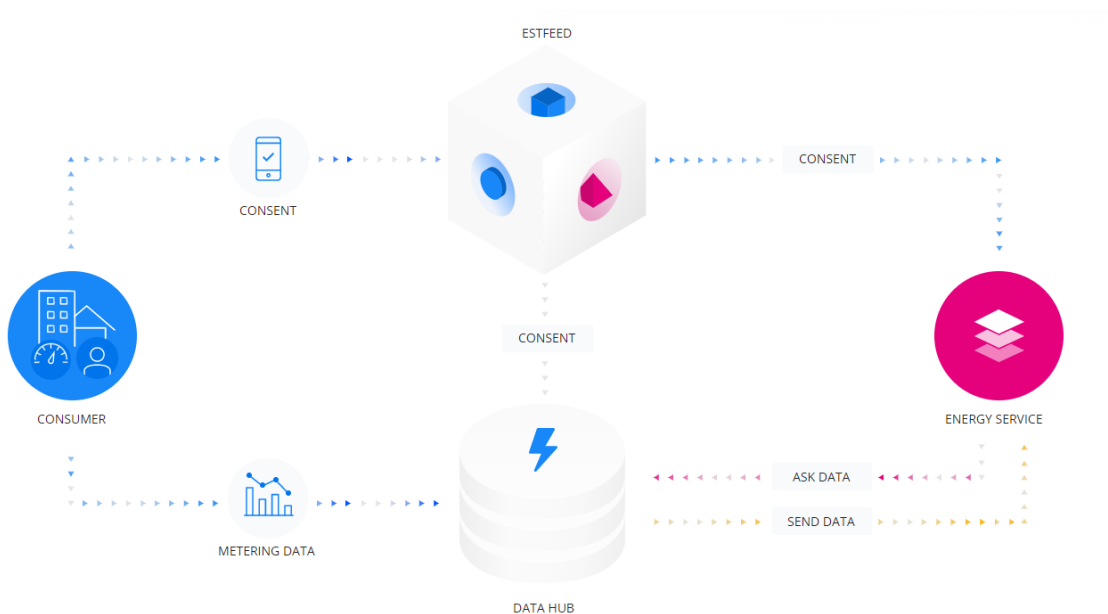 ESTFEED
CONSENT
CONSENT
CONSENT
CONSUMER
ENERGY SERVICE
ASK DATA
SEND DATA
METERING DATA
DATA HUB